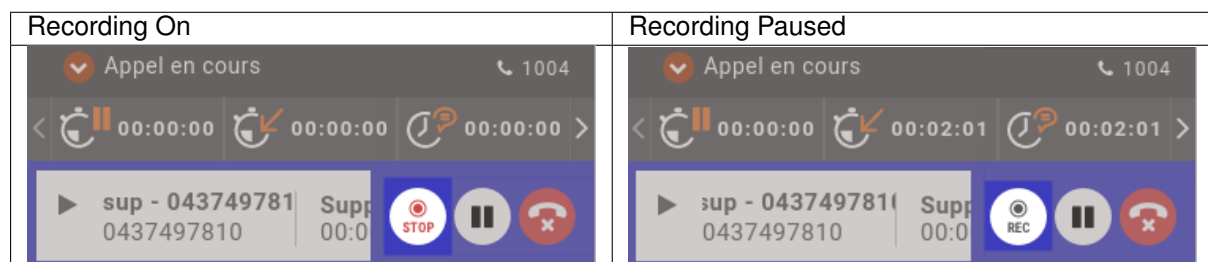 Recording On
Recording Paused
Appel en cours
1004
00:00:00
00:00:00
00:00:00
sup - 043749781
Supp
0437497810
00:0
STOP
Appel en cours
1004
00:00:00
00:02:01
00:02:01
sup - 0437497810
Supp
0437497810
00:0
REC